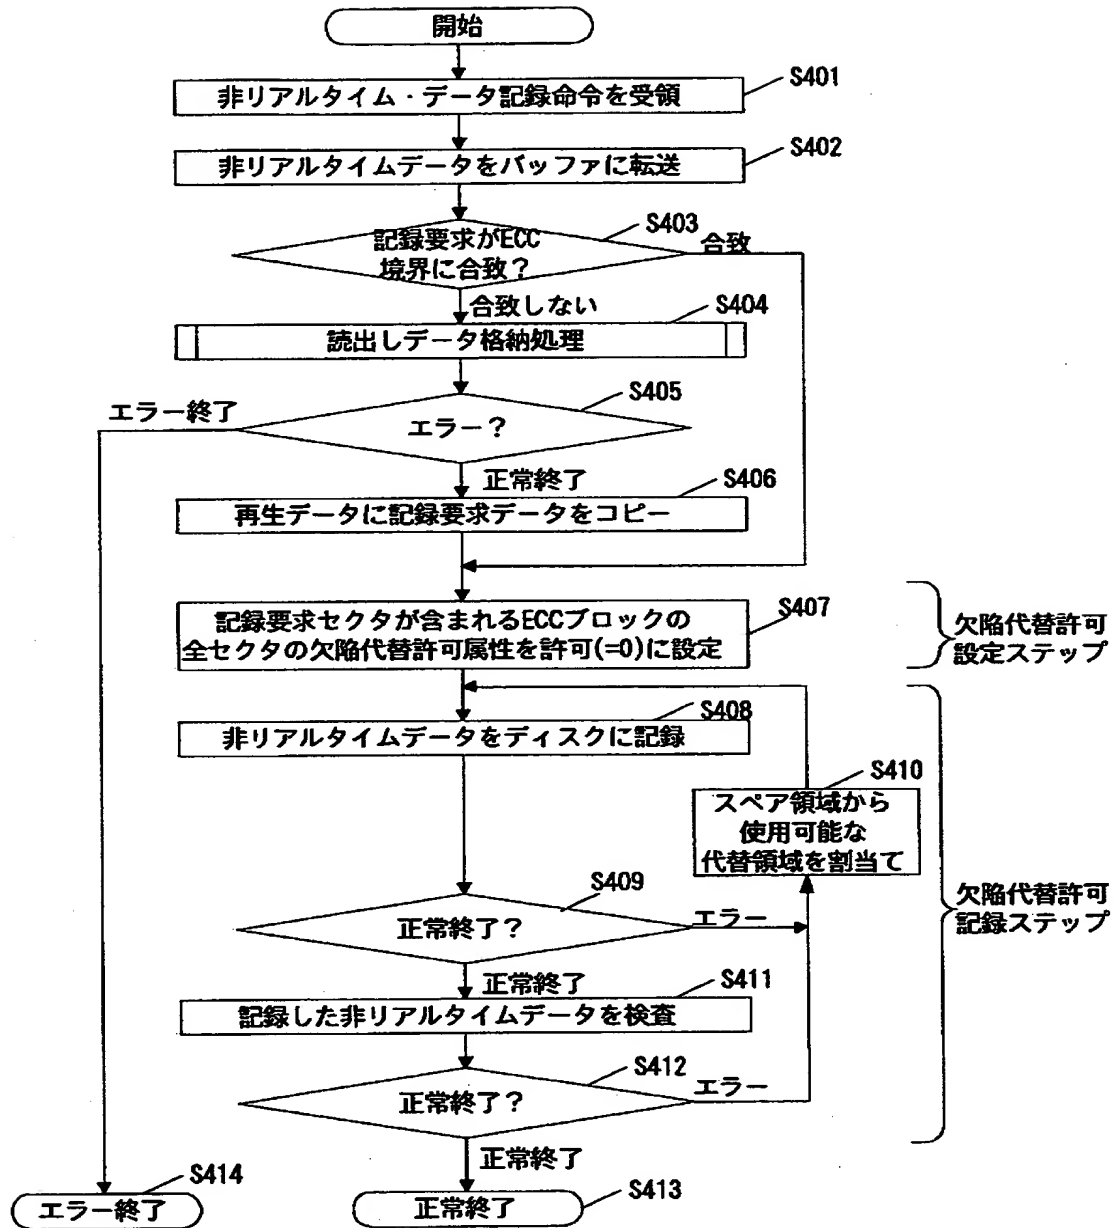 開始
S401
非リアルタイム・データ記録命令を受領
S402
非リアルタイムデータをバッファに転送
S403
記録要求がECC
境界に合致？
合致
合致しない
S404
読出しデータ格納処理
S405
エラー終了
エラー？
正常終了
S406
再生データに記録要求データをコピー
S407
記録要求セクタが含まれるECCブロックの
全セクタの欠陥代替許可属性を許可(=0)に設定
欠陥代替許可
設定ステップ
S408
非リアルタイムデータをディスクに記録
S410
スペア領域から
使用可能な
代替領域を割当て
S409
正常終了？
エラー
欠陥代替許可
記録ステップ
正常終了
S411
記録した非リアルタイムデータを検査
S412
正常終了？
エラー
正常終了
S414
エラー終了
S413
正常終了